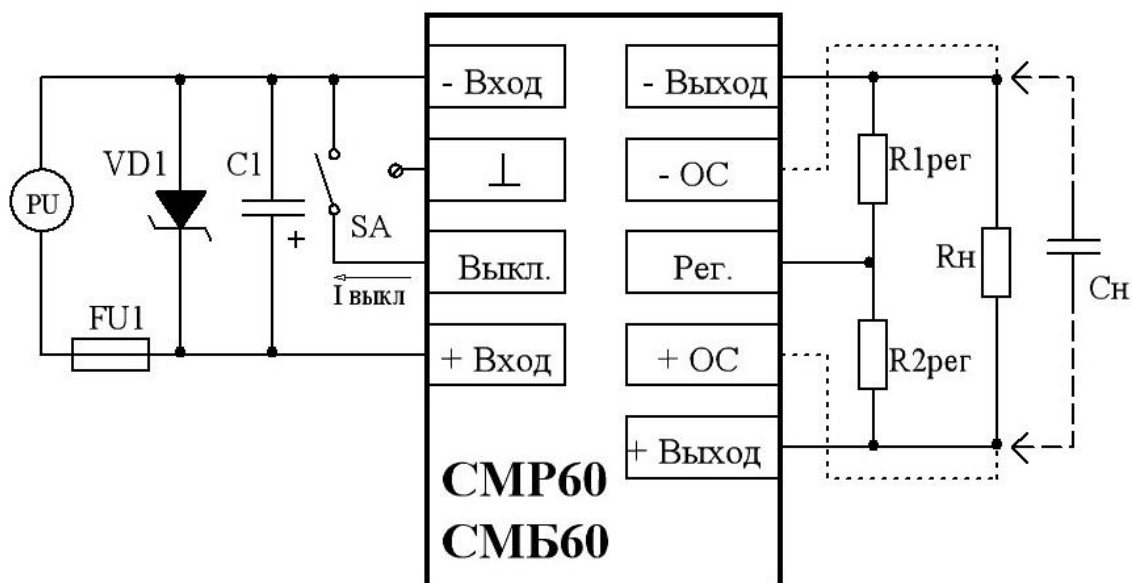 - Вход
- Выход
VD1
C1
R1рег
PU
⊥
- ОС
+
SA
Выкл.
Рег.
Rн
Cн
I выкл
FU1
+ Вход
+ ОС
R2рег
+ Выход
СМР60
СМБ60